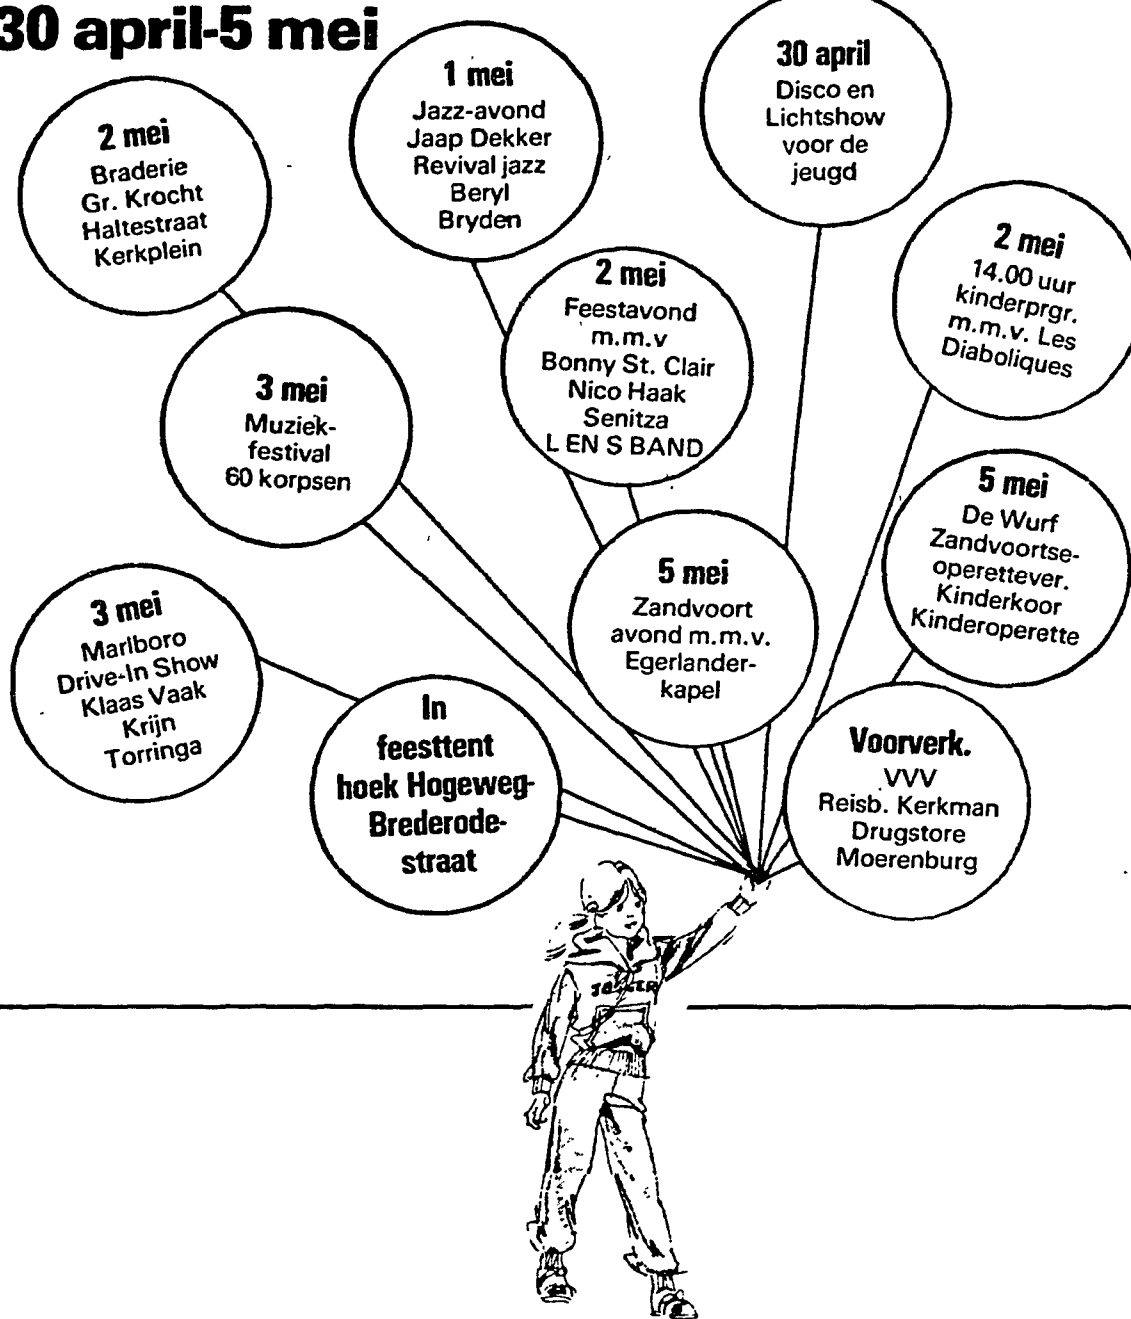 30 april-5 mei
2 mei
Braderie
Gr. Krocht
Haltestraat
Kerkplein
1 mei
Jazz-avond
Jaap Dekker
Revival jazz
Beryl
Bryden
30 april
Disco en
Lichtshow
voor de
jeugd
2 mei
14.00 uur
kinderprgr.
m.m.v. Les
Diaboliques
2 mei
Feestavond
m.m.v
Bonny St. Clair
Nico Haak
Senitza
L EN S BAND
3 mei
Muziek-
festival
60 korpsen
5 mei
De Wurf
Zandvoortse-
operettever.
Kinderkoor
Kinderoperette
5 mei
Zandvoort
avond m.m.v.
Egerlander-
kapel
3 mei
Marlboro
Drive-In Show
Klaas Vaak
Krijn
Torringa
In
feesttent
hoek Hogeweg-
Brederode-
straat
Voorverk.
VVV
Reisb. Kerkman
Drugstore
Moerenburg